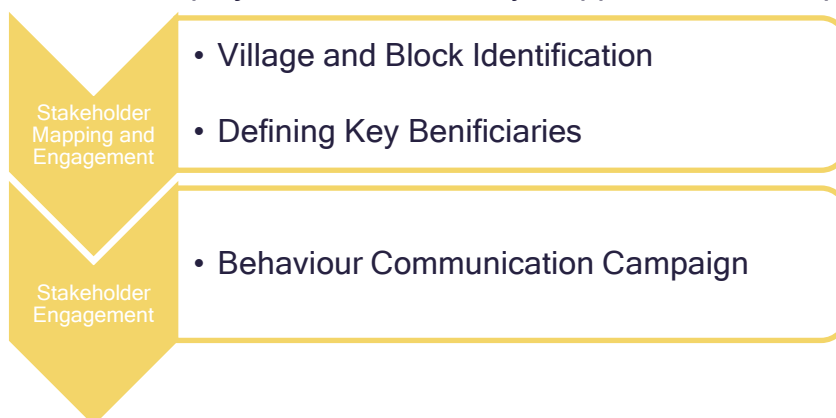 Stakeholder
Mapping and
Engagement
• Village and Block Identification
• Defining Key Benificiaries
Stakeholder
Engagement
• Behaviour Communication Campaign